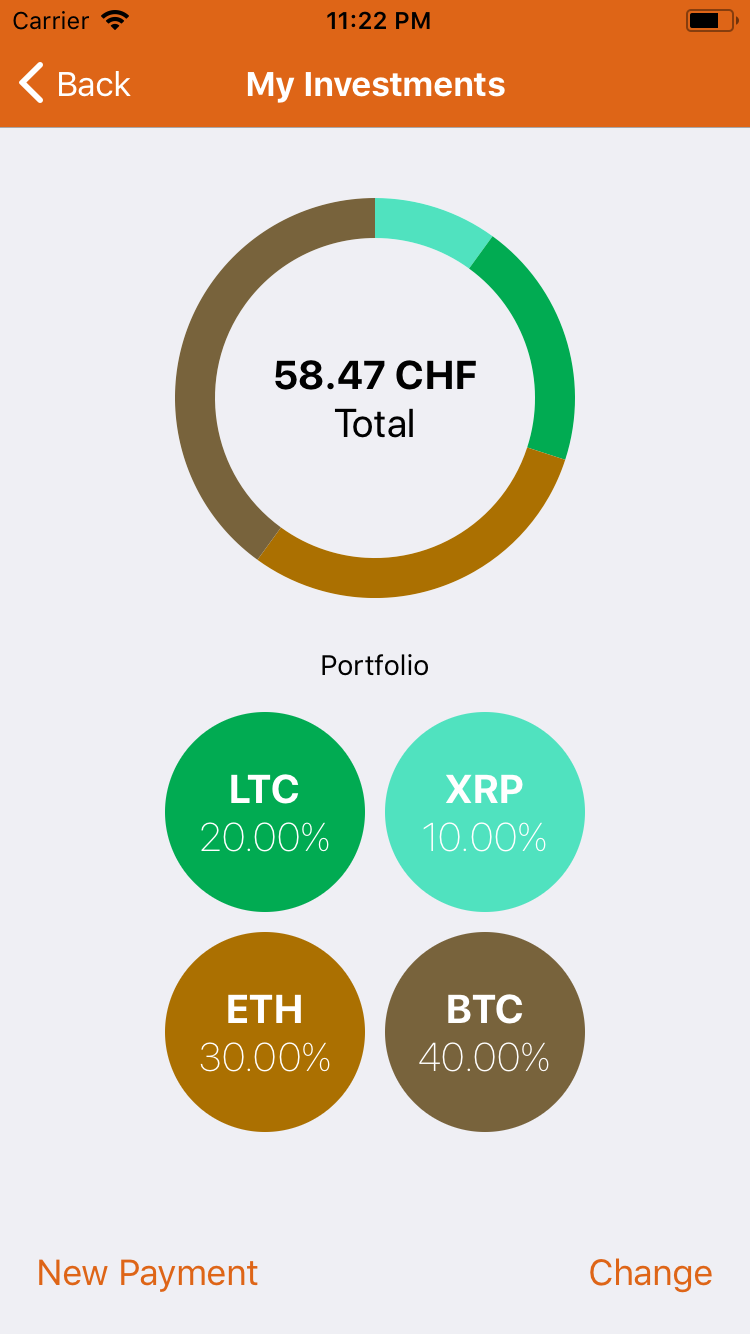 Carrier 11:22 PM
Back My Investments
58.47 CHF
Total
Portfolio
LTC XRP
20.00% 10.00%
ETH BTC
30.00% 40.00%
New Payment Change